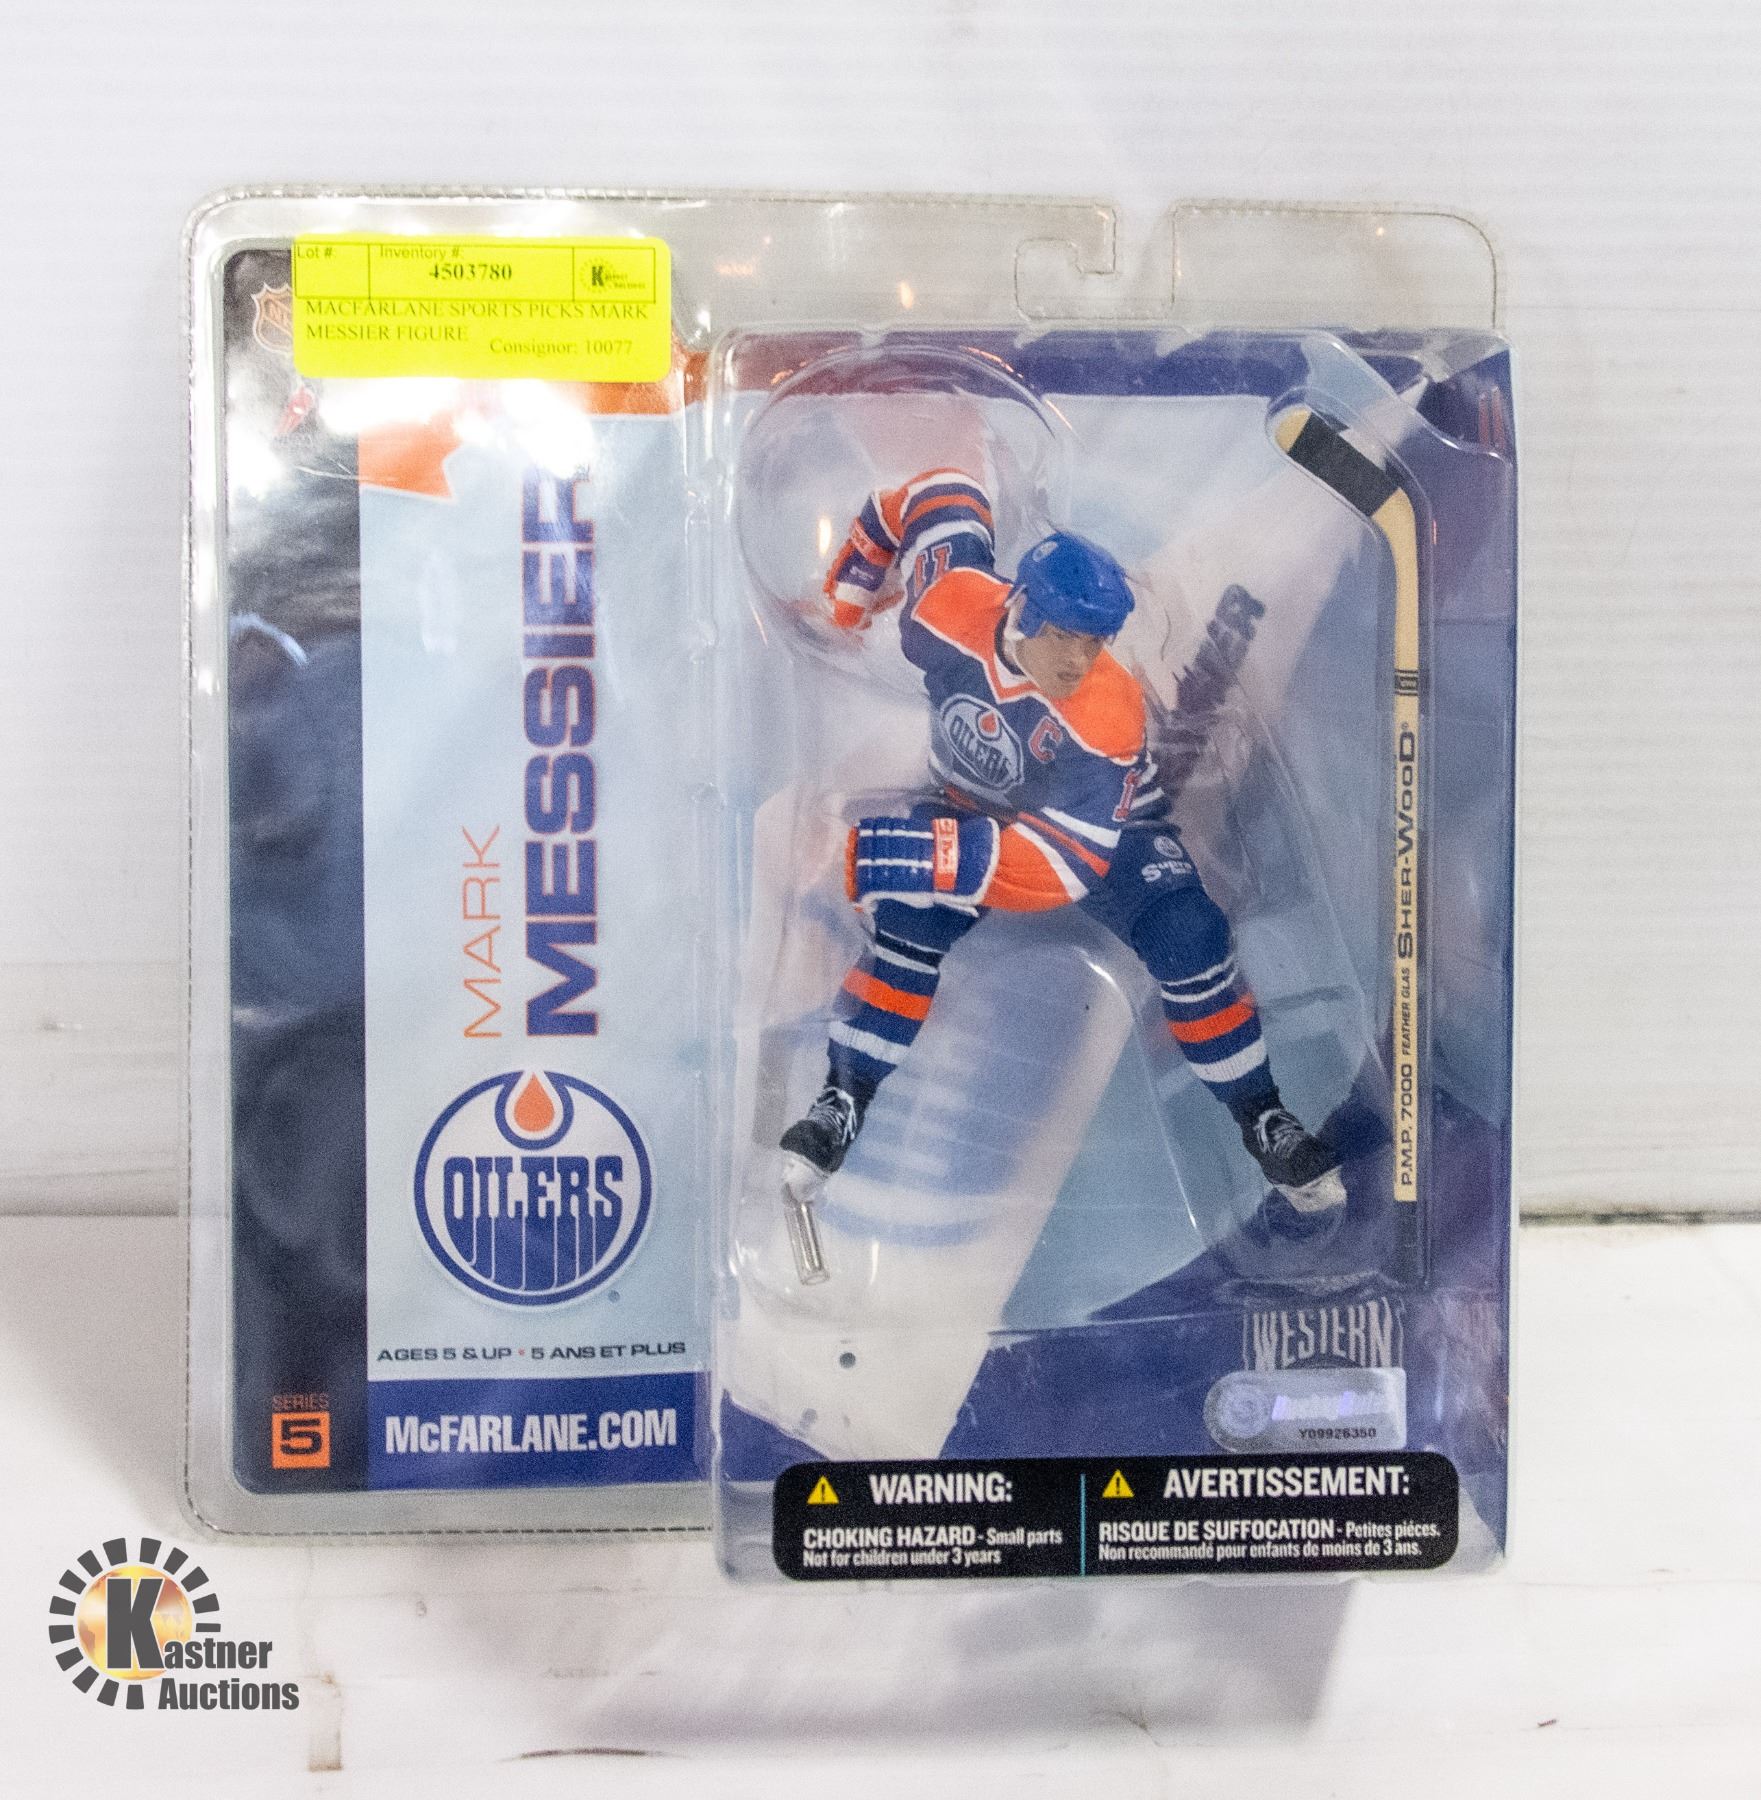 Lot #: Inventory #:
4503780
MACFARLANE SPORTS PICKS MARK
MESSIER FIGURE
Consignor: 10077
MARK
MESSIER
OILERS
AGES 5 & UP • 5 ANS ET PLUS
SERIES
5
McFARLANE.COM
11
OILERS
C
P.M.P. 7000 FEATHER GLAS SHER-WOOD®
WESTERN
Y09926350
WARNING:
CHOKING HAZARD - Small parts
Not for children under 3 years
AVERTISSEMENT:
RISQUE DE SUFFOCATION - Petites pièces.
Non recommandé pour enfants de moins de 3 ans.
Kastner
Auctions